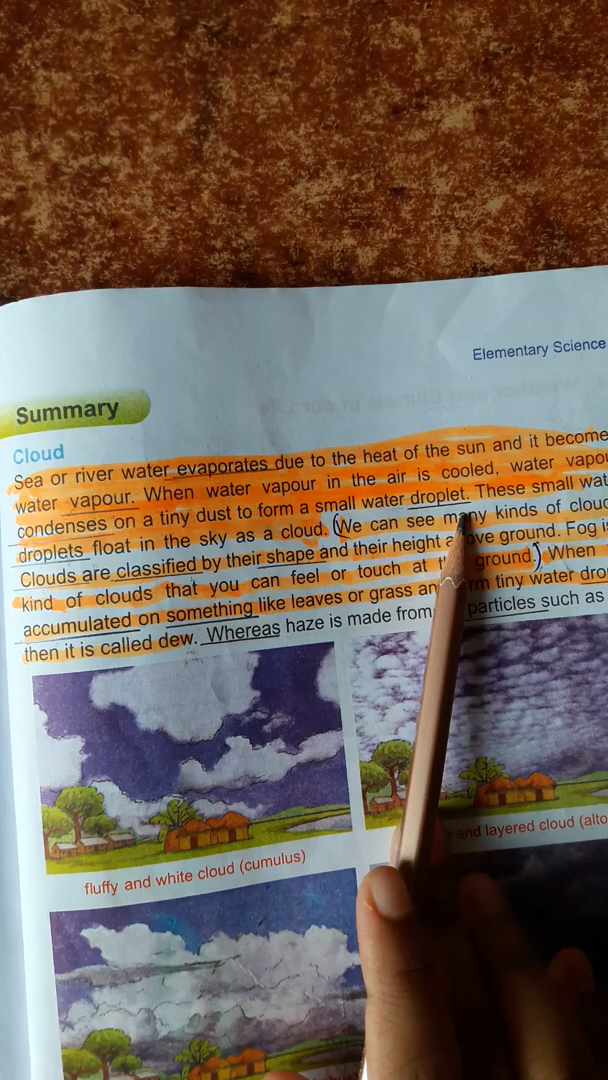 Elementary Science
Summary
Cloud
Sea or river water evaporates due to the heat of the sun and it become
water vapour. When water vapour in the air is cooled, water vapou
condenses on a tiny dust to form a small water droplet. These small wat
droplets float in the sky as a cloud. We can see many kinds of cloud
Clouds are classified by their shape and their height a ove ground. Fog i
kind of clouds that you can feel or touch at ground. When
accumulated on something like leaves or grass an rm tiny water dro
then it is called dew. Whereas haze is made from particles such as
fluffy and white cloud (cumulus)
and layered cloud (alto